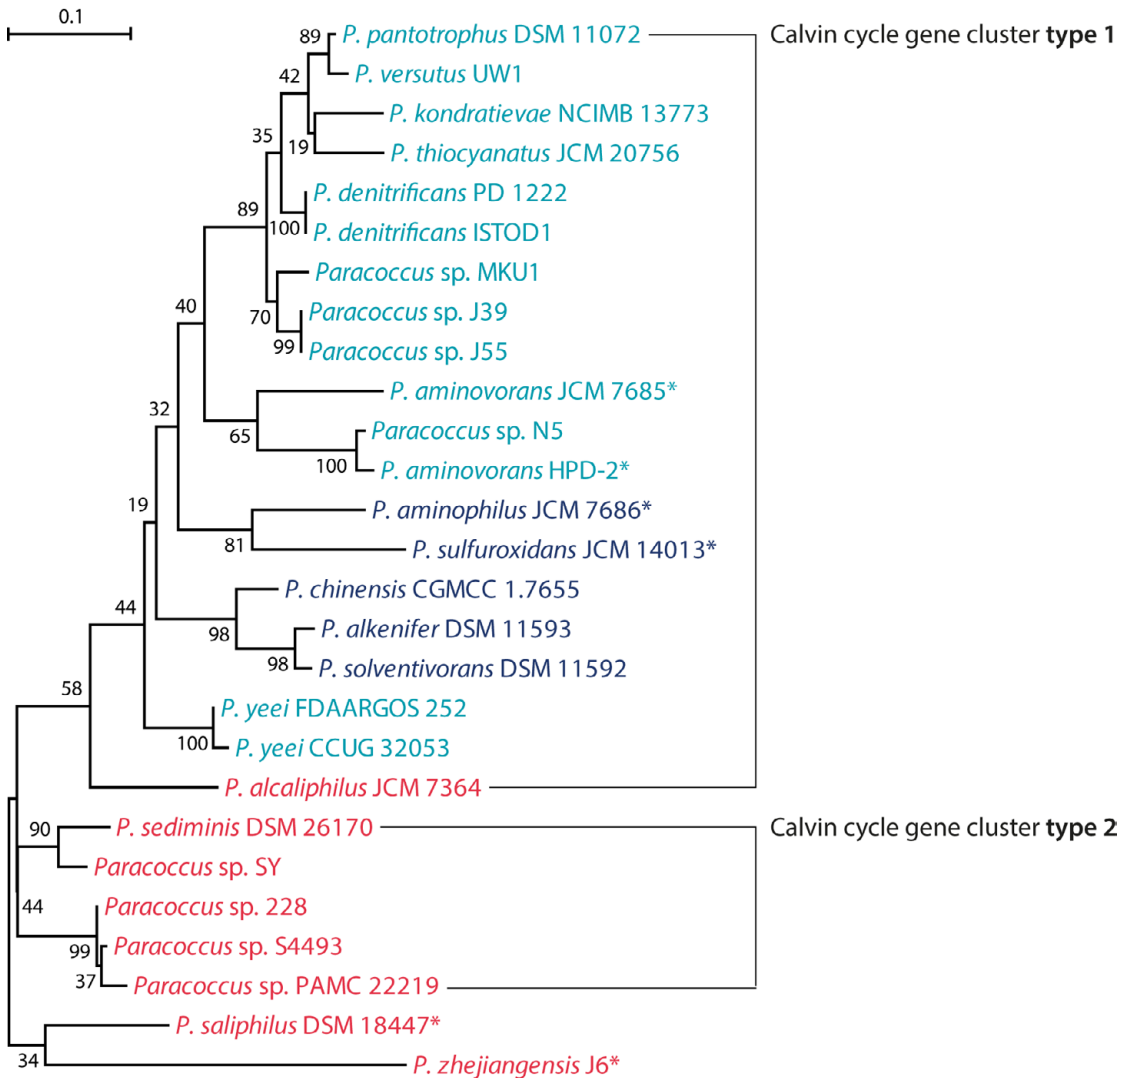 0.1
89
P. pantotrophus DSM 11072
Calvin cycle gene cluster type 1
42
P. versutus UW1
P. kondratievae NCIMB 13773
35
19
P. thiocyanatus JCM 20756
P. denitrificans PD 1222
89
100
P. denitrificans ISTOD1
Paracoccus sp. MKU1
40
70
Paracoccus sp. J39
99
Paracoccus sp. J55
P. aminovorans JCM 7685*
32
65
Paracoccus sp. N5
100
P. aminovorans HPD-2*
19
P. aminophilus JCM 7686*
81
P. sulfuroxidans JCM 14013*
P. chinensis CGMCC 1.7655
44
98
P. alkenifer DSM 11593
98
P. solventivorans DSM 11592
58
P. yeei FDAARGOS 252
100
P. yeei CCUG 32053
P. alcaliphilus JCM 7364
90
P. sediminis DSM 26170
Calvin cycle gene cluster type 2
Paracoccus sp. SY
44
Paracoccus sp. 228
99
Paracoccus sp. S4493
37
Paracoccus sp. PAMC 22219
P. saliphilus DSM 18447*
34
P. zhejiangensis J6*